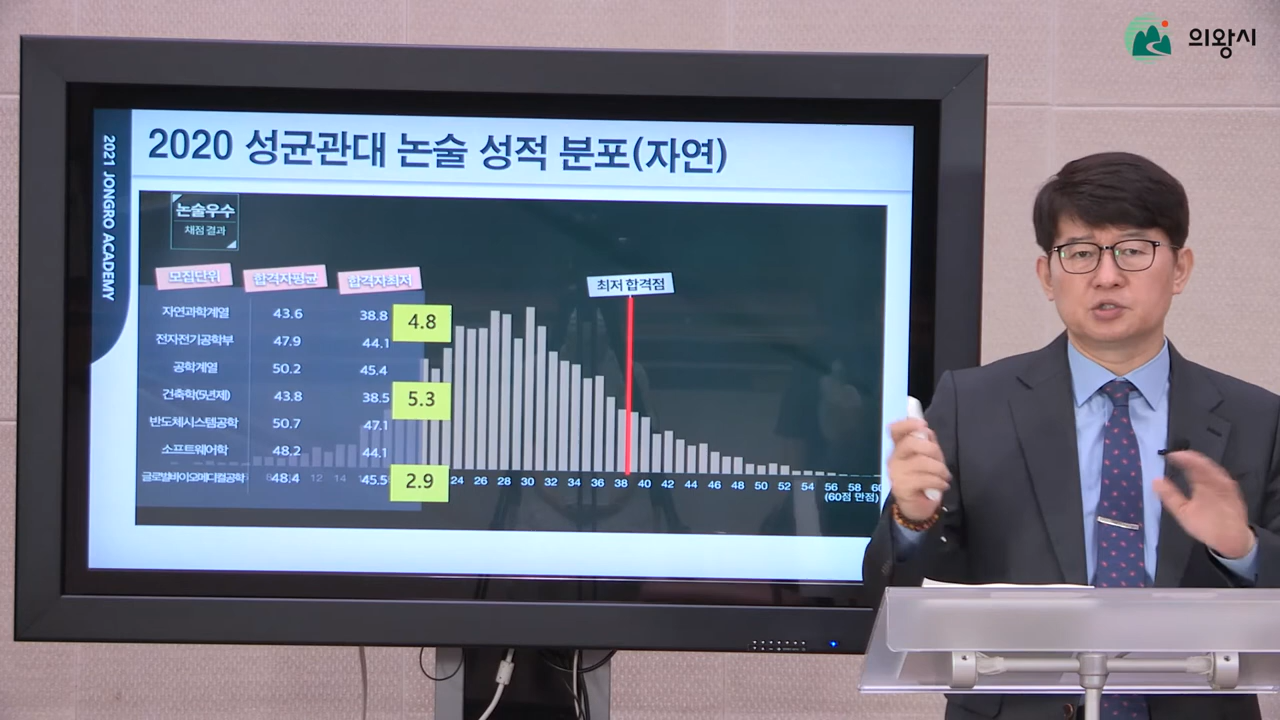 의왕시
2021 JONGRO ACADEMY
2020 성균관대 논술 성적 분포(자연)
논술우수
채점 결과
모집단위 합격자평균 합격자최저
최저 합격점
자연과학계열 43.6 38.8
4.8
전자전기공학부 47.9 44.1
공학계열 50.2 45.4
건축학(5년제) 43.8 38.5
5.3
반도체시스템공학 50.7 47.1
소프트웨어학 48.2 44.1
글로벌바이오메디컬공학 48.4 45.5
2.9
8 12 14 24 26 28 30 32 34 36 38 40 42 44 46 48 50 52 54 56 58 60
(60점 만점)